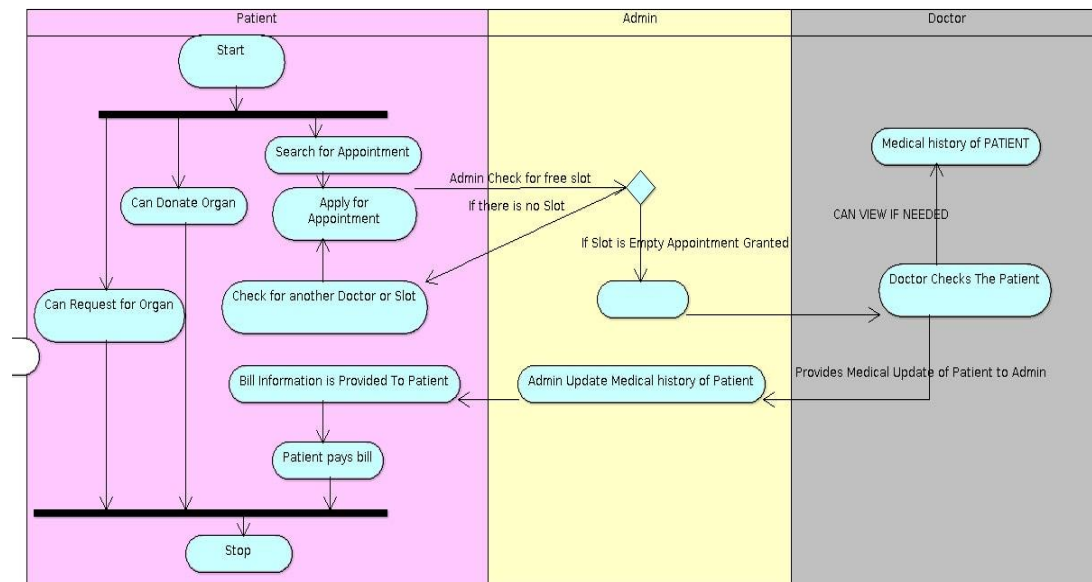 Patient
Admin
Doctor
Start
Search for Appointment
Medical history of PATIENT
Admin Check for free slot
Can Donate Organ
Apply for
Appointment
If there is no Slot
CAN VIEW IF NEEDED
If Slot is Empty Appointment Granted
Can Request for Organ
Check for another Doctor or Slot
Doctor Checks The Patient
Bill Information is Provided To Patient
Admin Update Medical history of Patient
Provides Medical Update of Patient to Admin
Patient pays bill
Stop